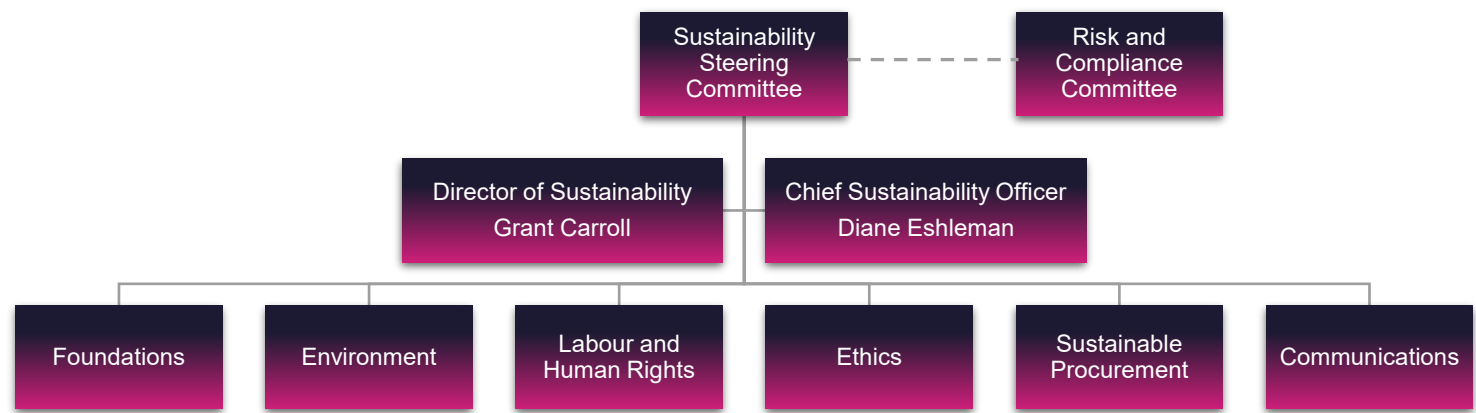 Sustainability
Steering
Committee
Risk and
Compliance
Committee
Director of Sustainability
Grant Carroll
Chief Sustainability Officer
Diane Eshleman
Foundations
Environment
Labour and
Human Rights
Ethics
Sustainable
Procurement
Communications